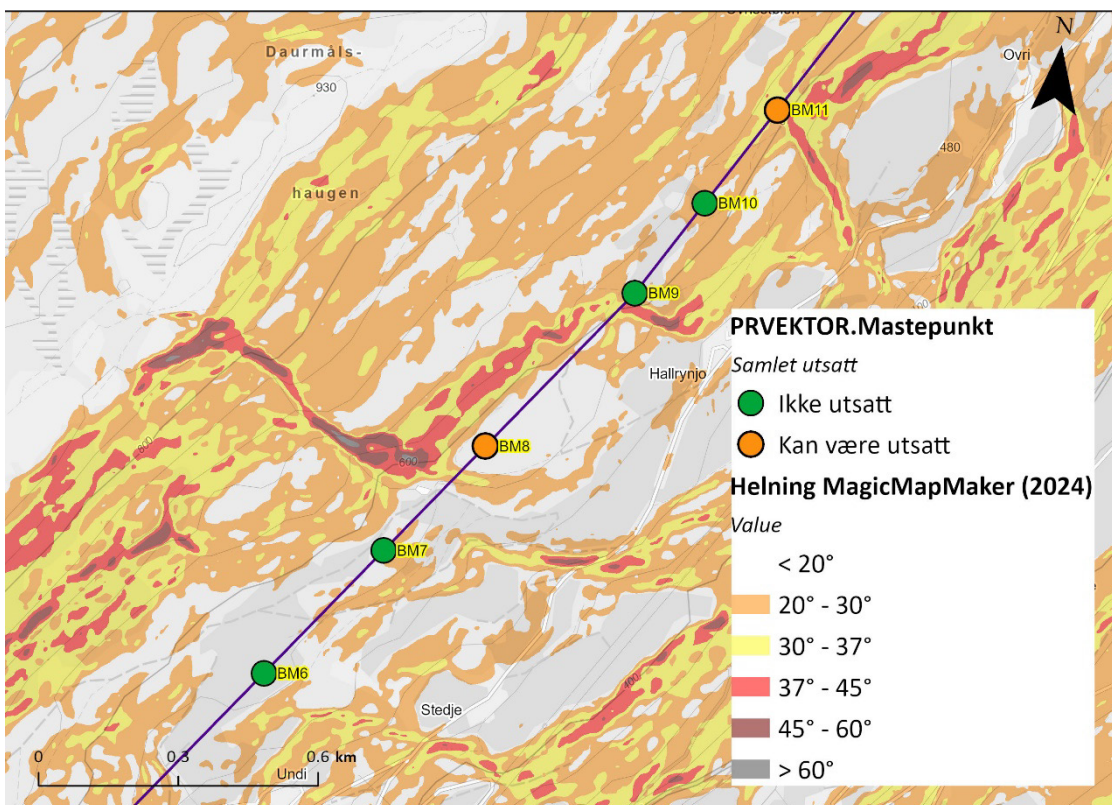 Daurmåls-
930
haugen
N
Ovri
480
BM11
BM10
BM9
Hallrynjo
BM8
600
800
BM7
BM6
Stedje
400
Undi
0 0.3 0.6 km
PRVEKTOR.Mastepunkt
Samlet utsatt
Ikke utsatt
Kan være utsatt
Helning MagicMapMaker (2024)
Value
< 20°
20° - 30°
30° - 37°
37° - 45°
45° - 60°
> 60°